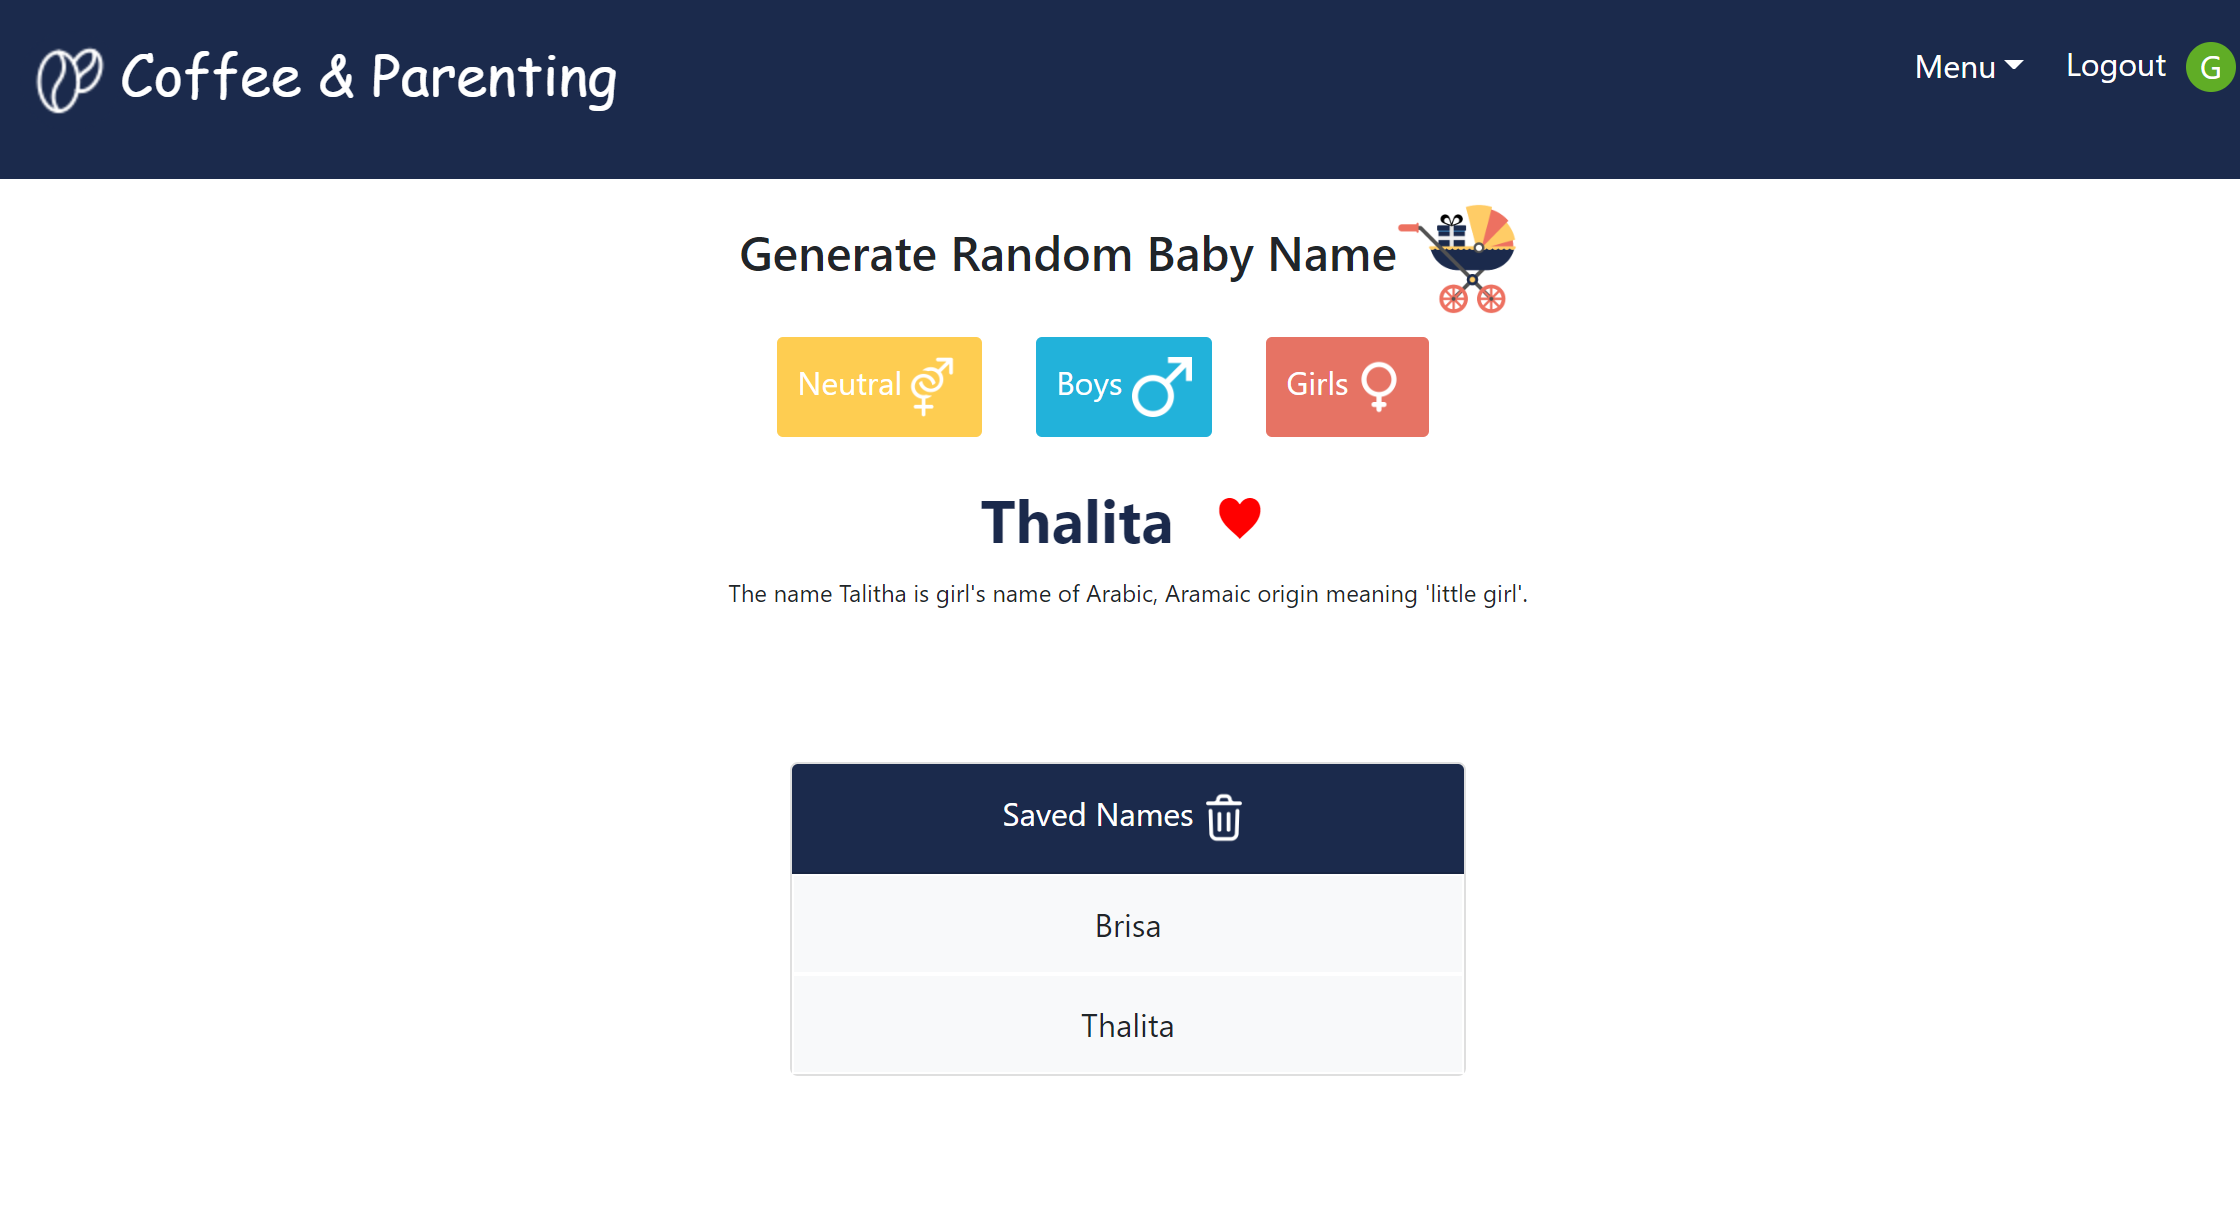 Coffee & Parenting
Menu
Logout
G
Generate Random Baby Name
Neutral
Boys
Girls
Thalita
The name Talitha is girl's name of Arabic, Aramaic origin meaning 'little girl'.
Saved Names
Brisa
Thalita